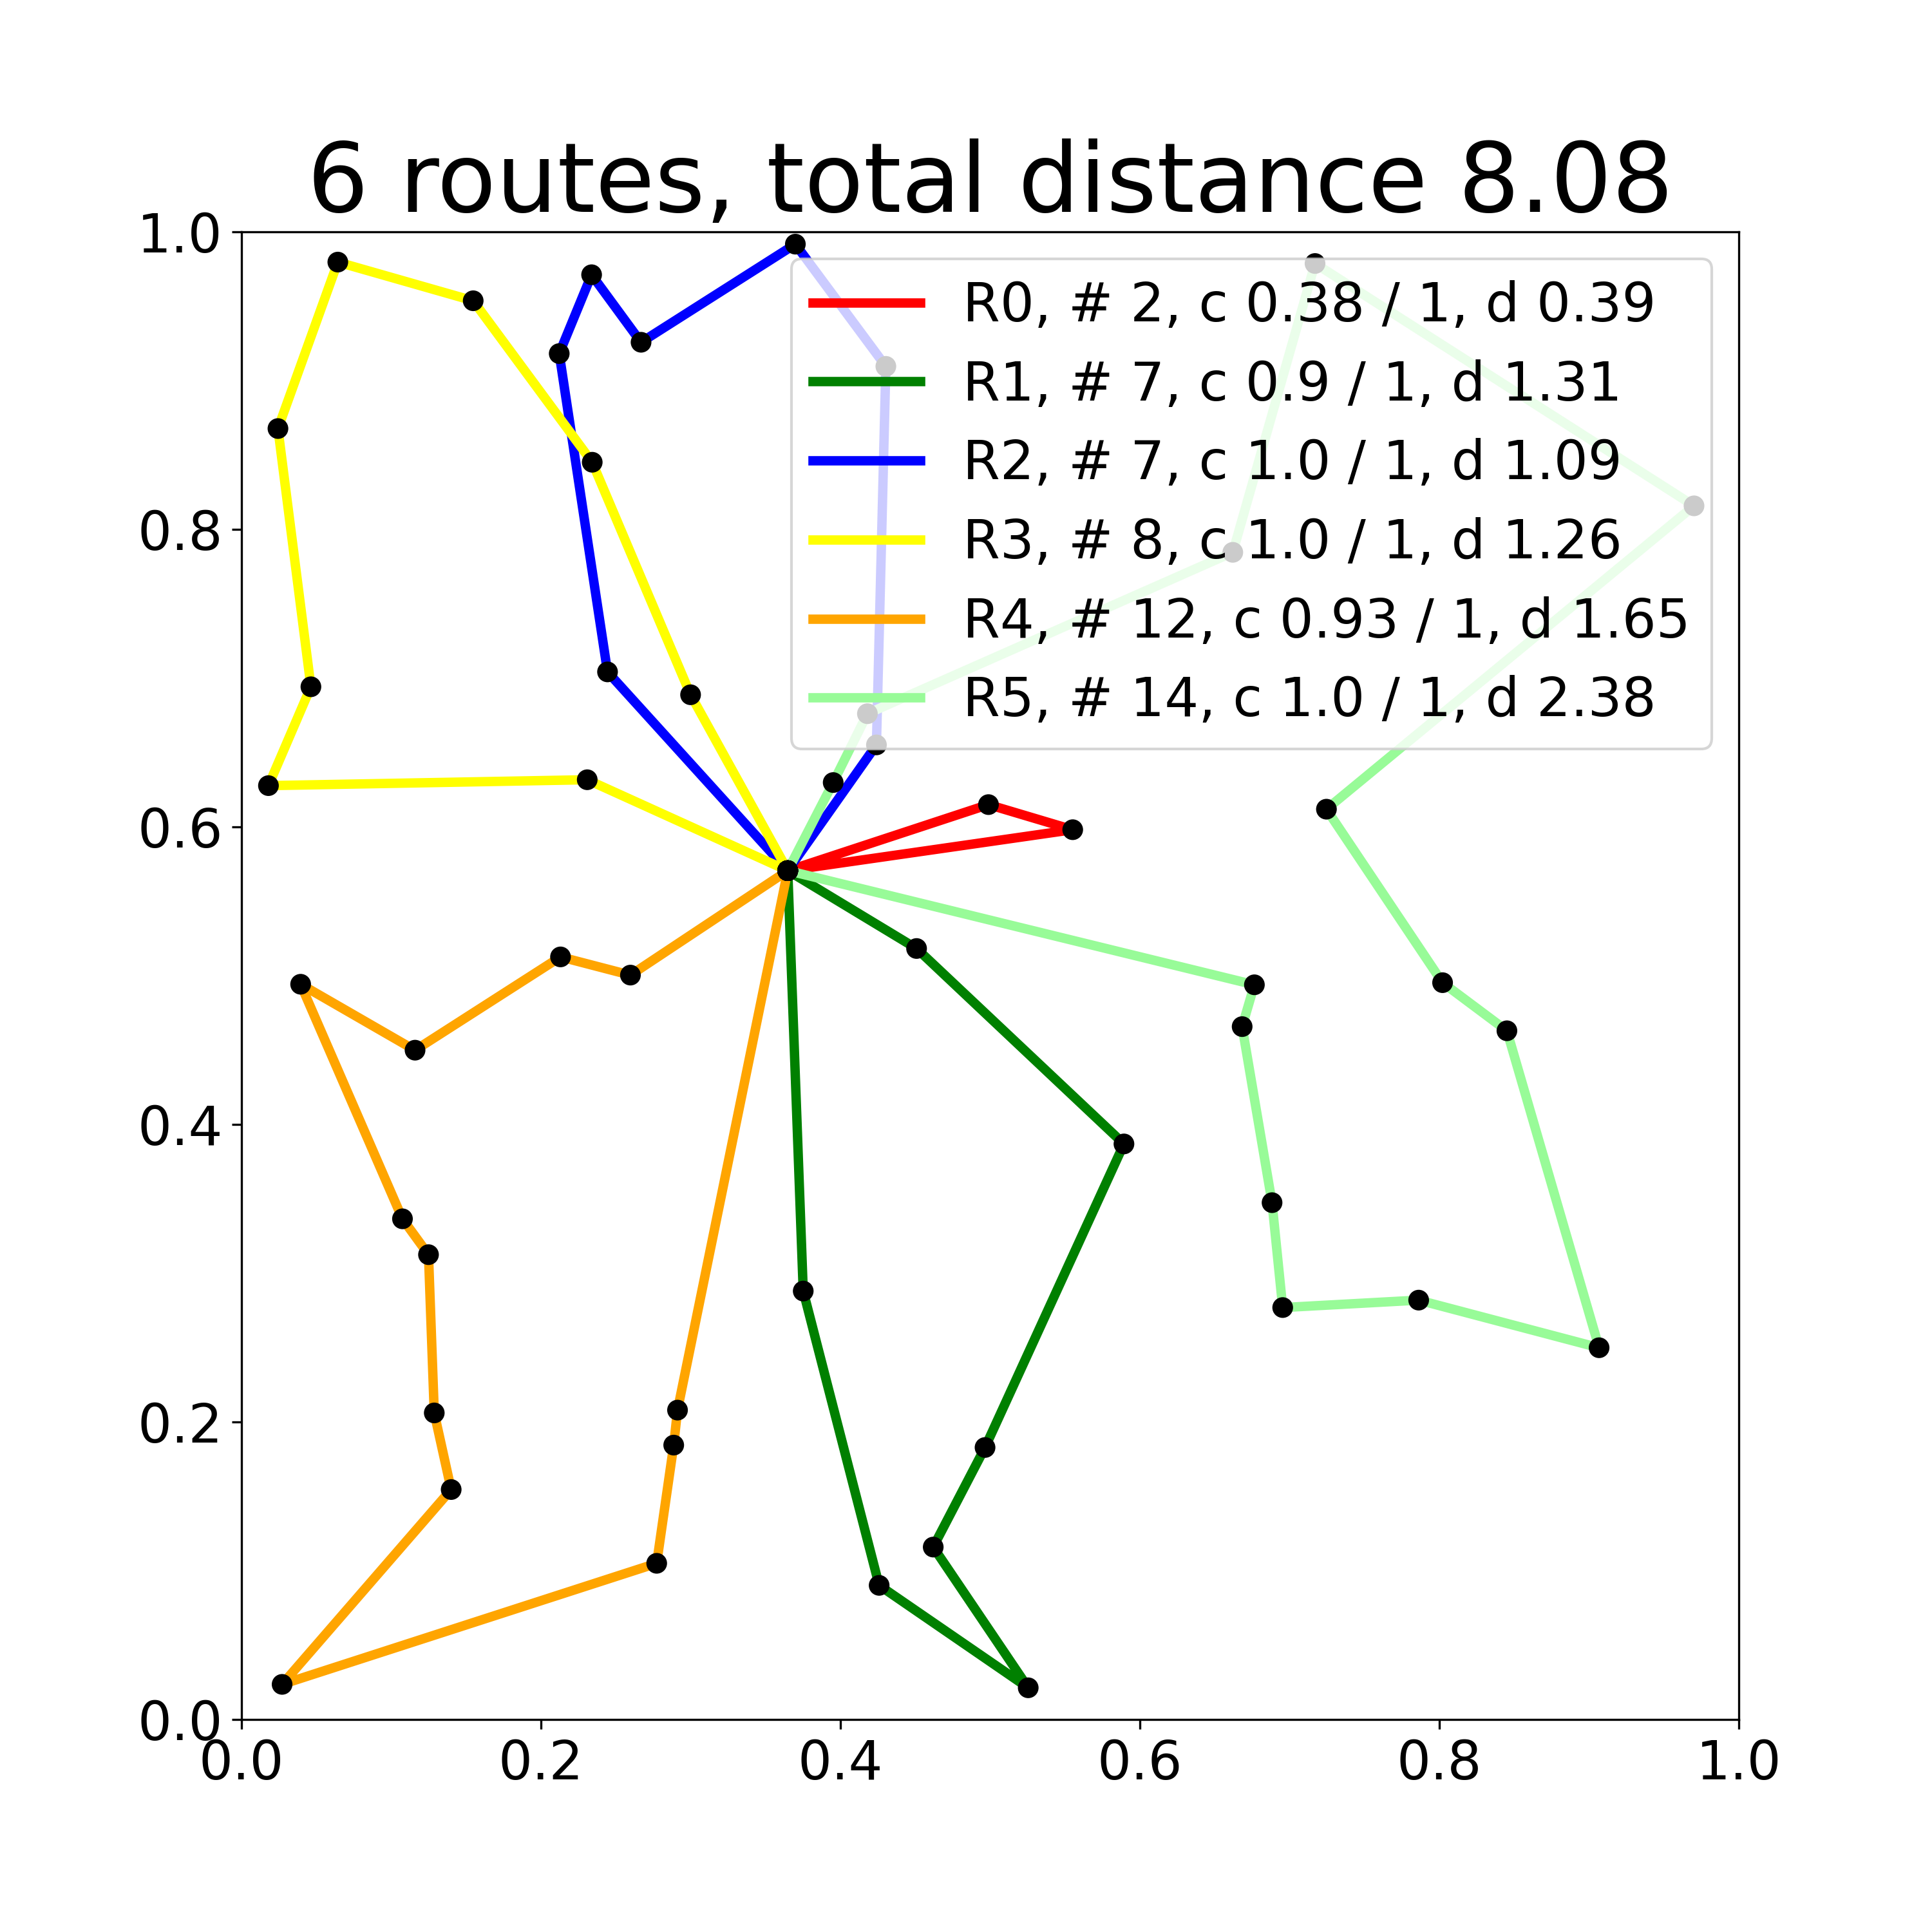 6 routes, total distance 8.08
1.0
0.8
0.6
0.4
0.2
0.0
R0, # 2, c 0.38 / 1, d 0.39
R1, # 7, c 0.9 / 1, d 1.31
R2, # 7, c 1.0 / 1, d 1.09
R3, # 8, c 1.0 / 1, d 1.26
R4, # 12, c 0.93 / 1, d 1.65
R5, # 14, c 1.0 / 1, d 2.38
0.0 0.2 0.4 0.6 0.8 1.0